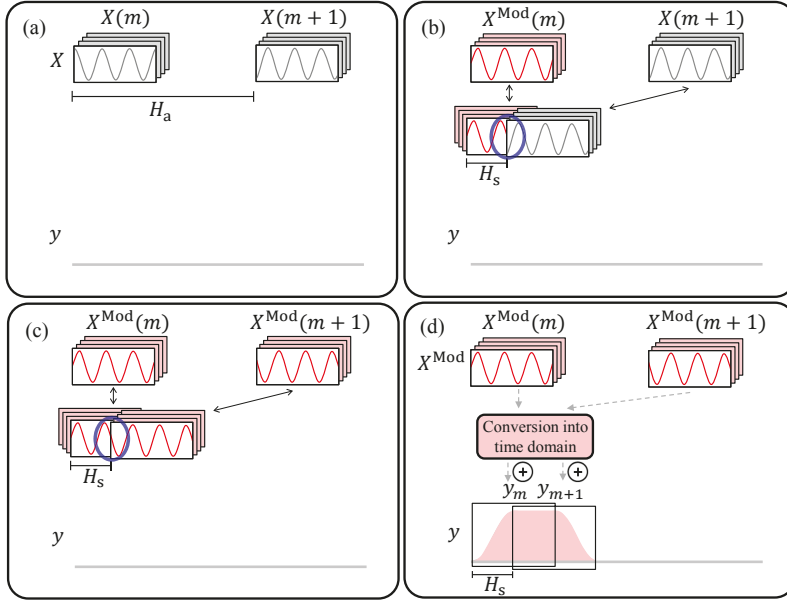 (a)
X(m)
X(m + 1)
X
H_a
y
(b)
X^Mod(m)
X(m + 1)
H_s
y
(c)
X^Mod(m)
X^Mod(m + 1)
H_s
y
(d)
X^Mod(m)
X^Mod(m + 1)
X^Mod
Conversion into
time domain
+ +
y_m y_{m+1}
y
H_s